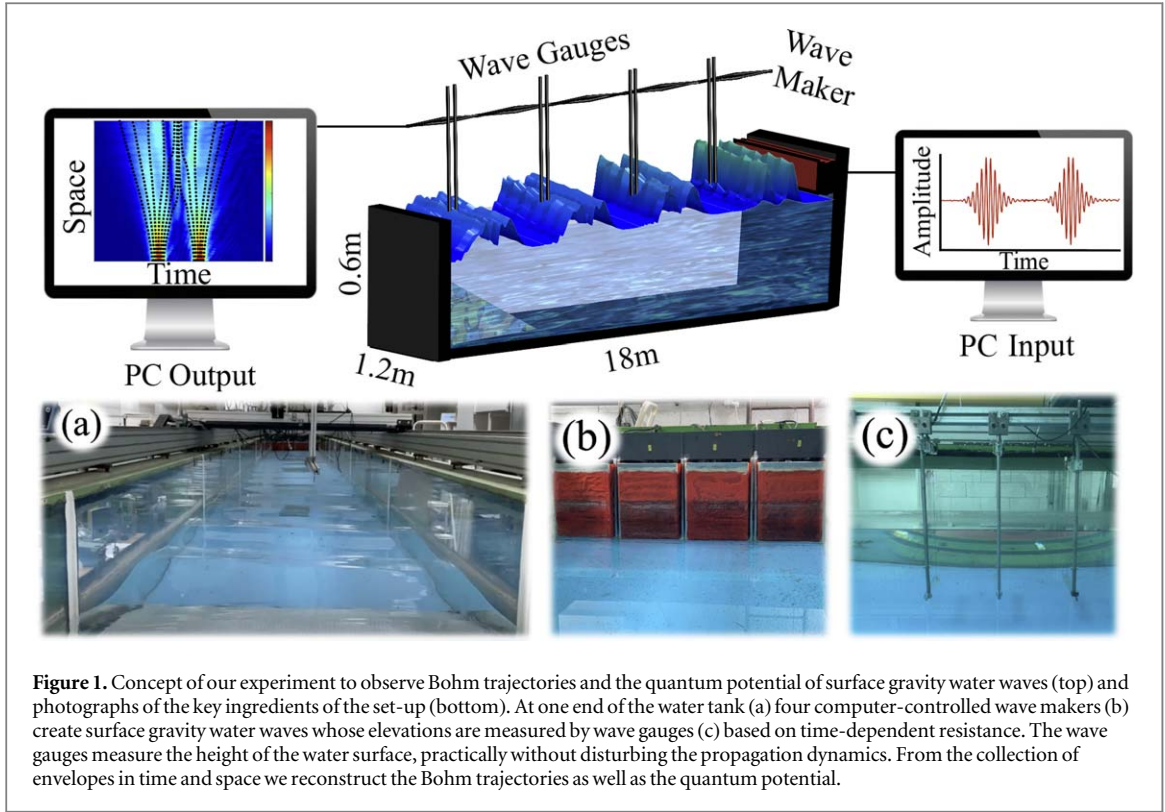 Wave Gauges
Wave
Maker
Space
Time
0.6m
1.2m
18m
PC Output
Amplitude
Time
PC Input
(a)
(b)
(c)
Figure 1. Concept of our experiment to observe Bohm trajectories and the quantum potential of surface gravity water waves (top) and
photographs of the key ingredients of the set-up (bottom). At one end of the water tank (a) four computer-controlled wave makers (b)
create surface gravity water waves whose elevations are measured by wave gauges (c) based on time-dependent resistance. The wave
gauges measure the height of the water surface, practically without disturbing the propagation dynamics. From the collection of
envelopes in time and space we reconstruct the Bohm trajectories as well as the quantum potential.